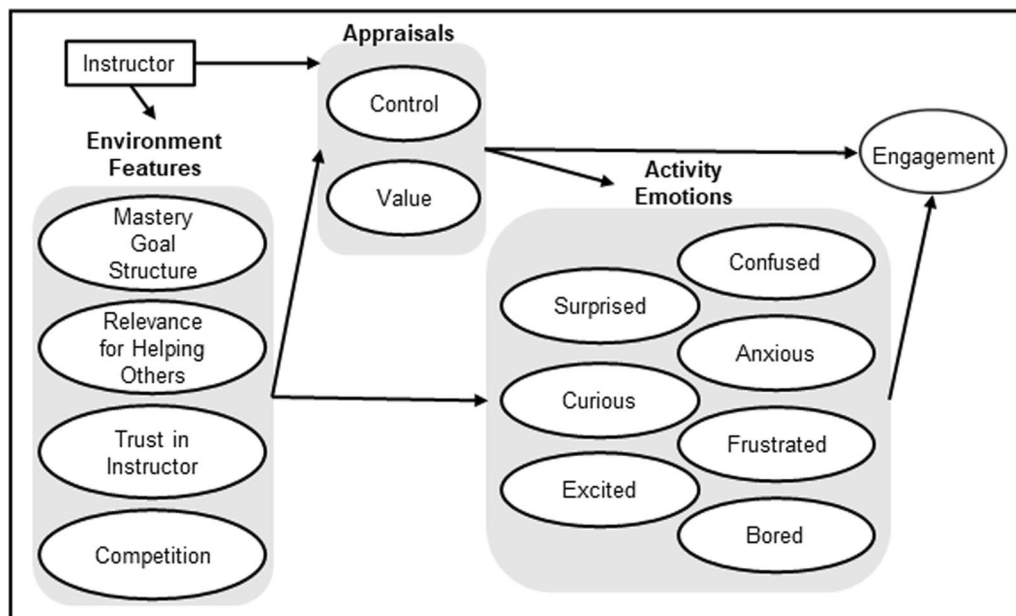 Instructor
Environment
Features
Mastery
Goal
Structure
Relevance
for Helping
Others
Trust in
Instructor
Competition
Appraisals
Control
Value
Activity
Emotions
Surprised
Curious
Excited
Confused
Anxious
Frustrated
Bored
Engagement